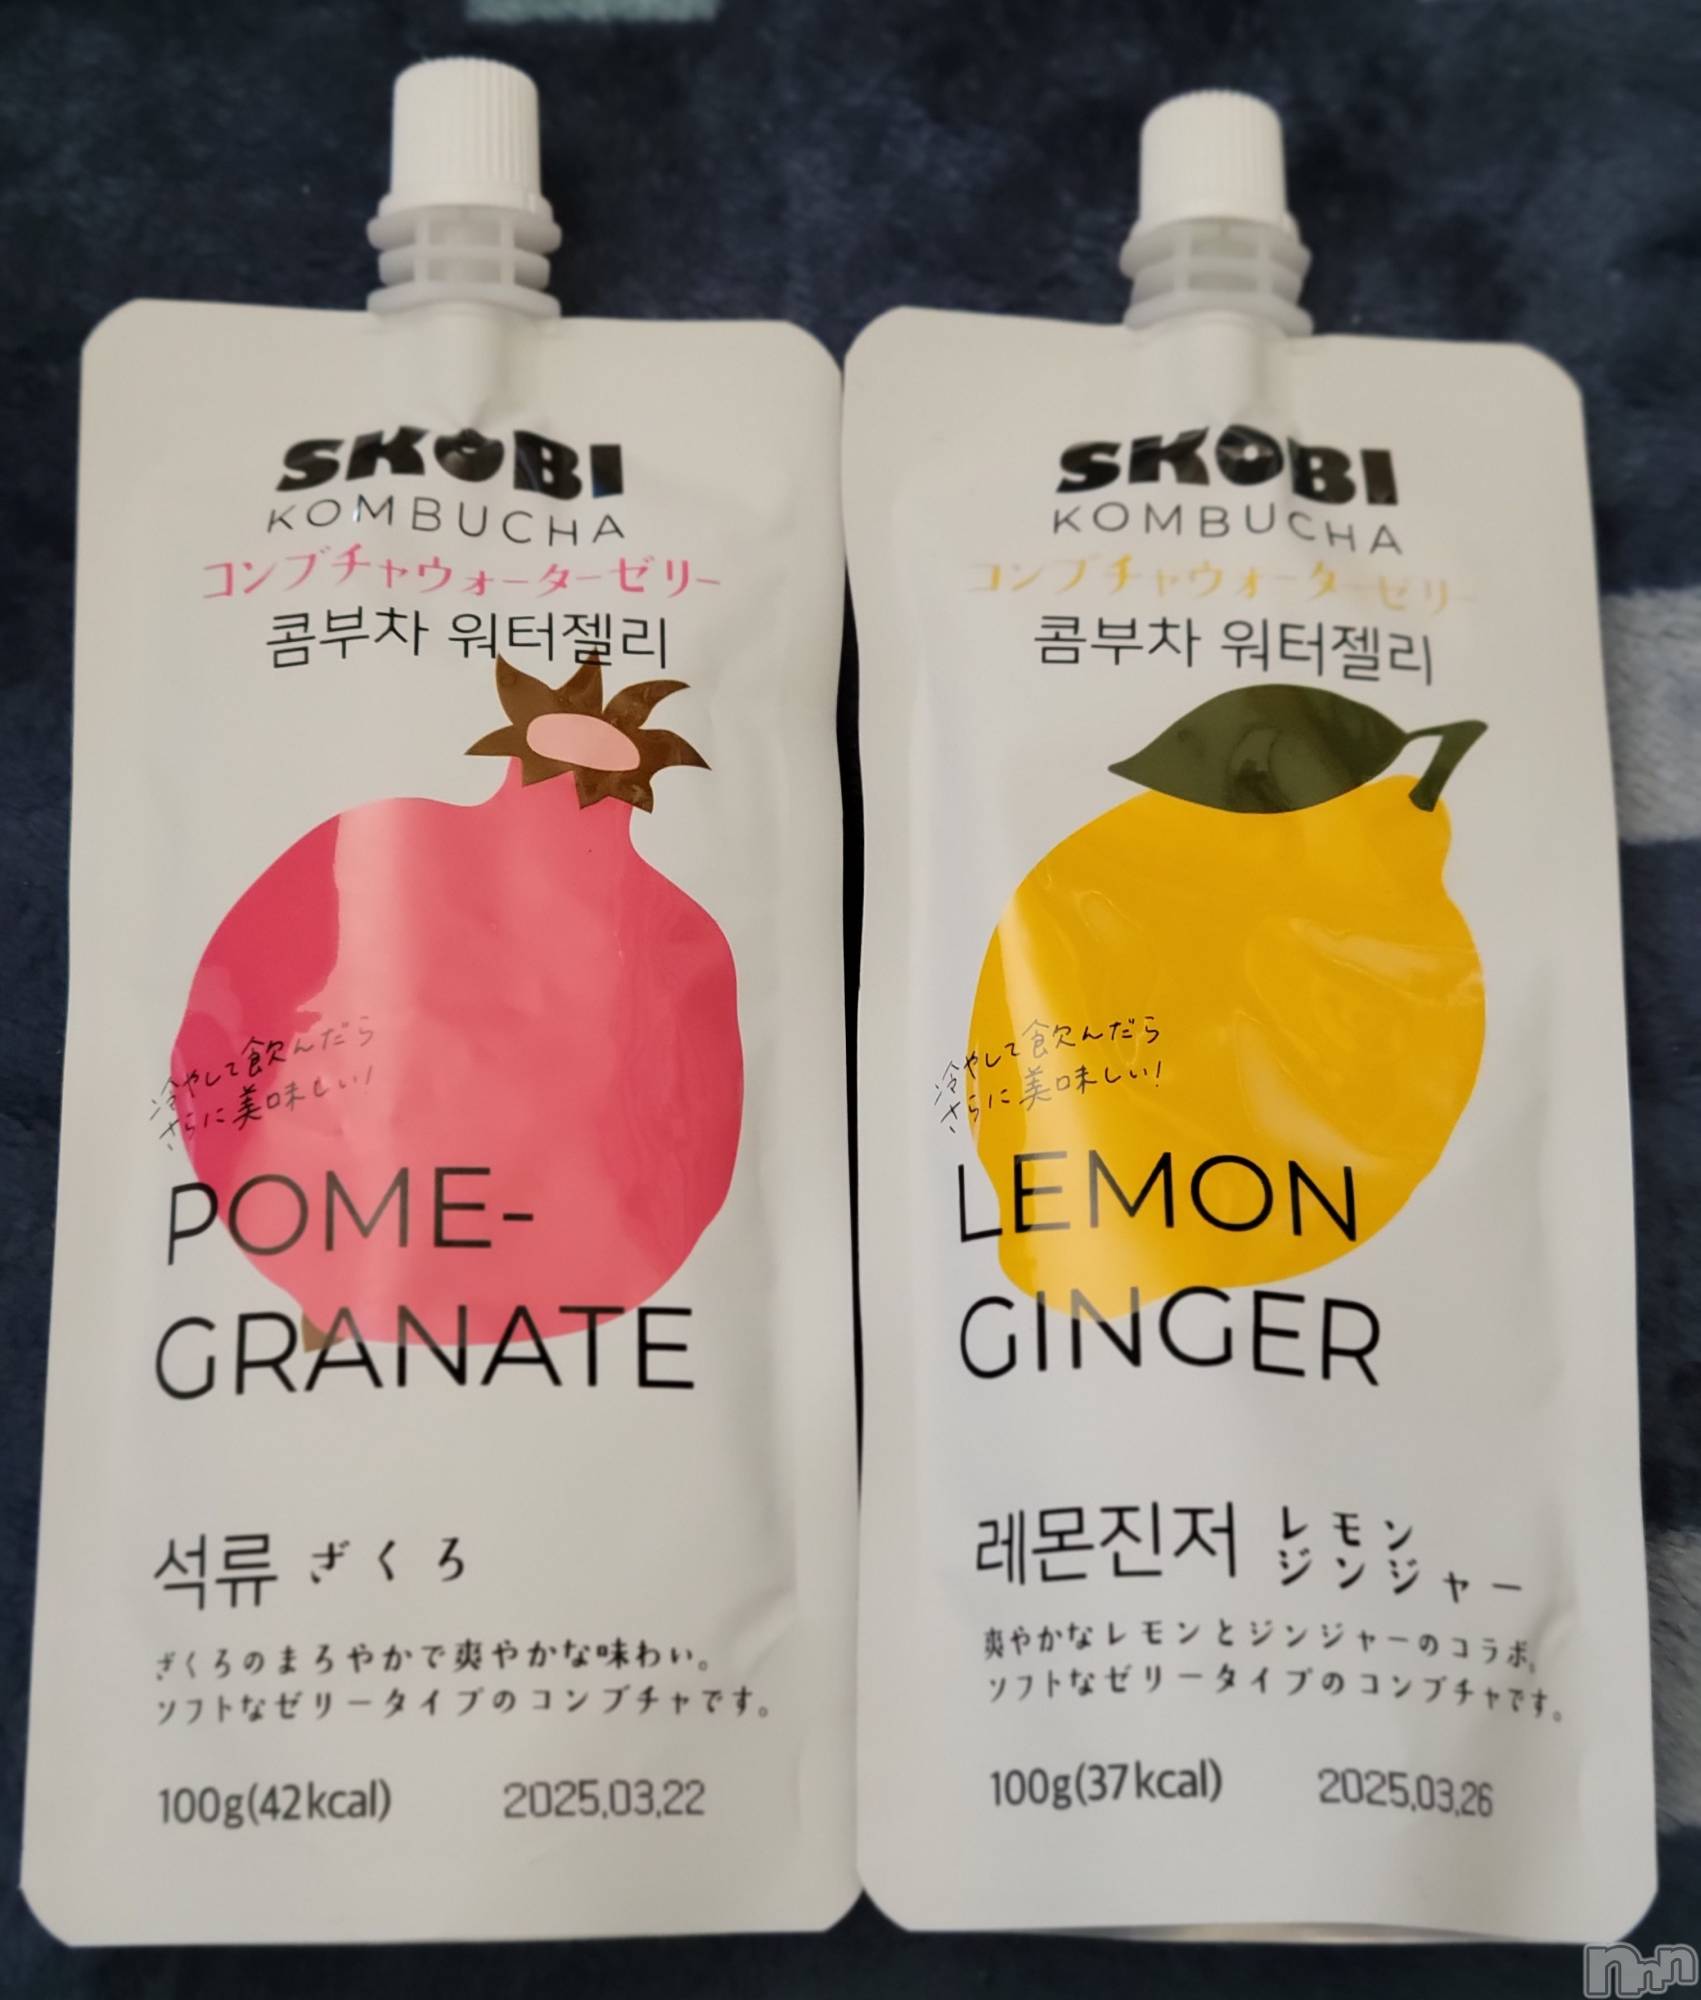 SKOBI
KOMBUCHA
コンブチャウォーターゼリー
콤부차 워터젤리
冷やして飲んだら
さらに美味しい!
POME-
GRANATE
석류 ざくろ
ざくろのまろやかで爽やかな味わい。
ソフトなゼリータイプのコンブチャです。
100g(42kcal) 2025.03.22
SKOBI
KOMBUCHA
コンブチャウォーターゼリー
콤부차 워터젤리
冷やして飲んだら
さらに美味しい!
LEMON
GINGER
레몬진저 レモン
ジンジャー
爽やかなレモンとジンジャーのコラボ。
ソフトなゼリータイプのコンブチャです。
100g(37kcal) 2025.03.26
nnn